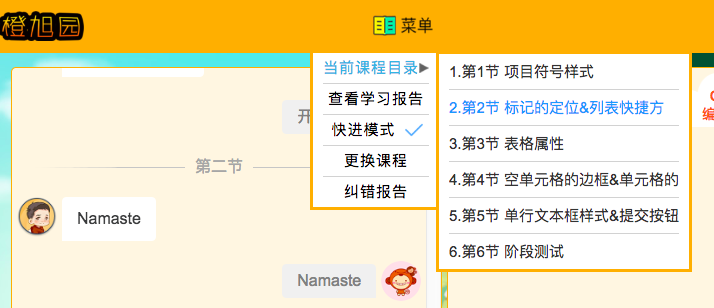 橙旭园
菜单
当前课程目录
查看学习报告
快进模式
更换课程
纠错报告
1.第1节 项目符号样式
2.第2节 标记的定位&列表快捷方
3.第3节 表格属性
4.第4节 空单元格的边框&单元格的
5.第5节 单行文本框样式&提交按钮
6.第6节 阶段测试
开
第二节
Namaste
Namaste
编